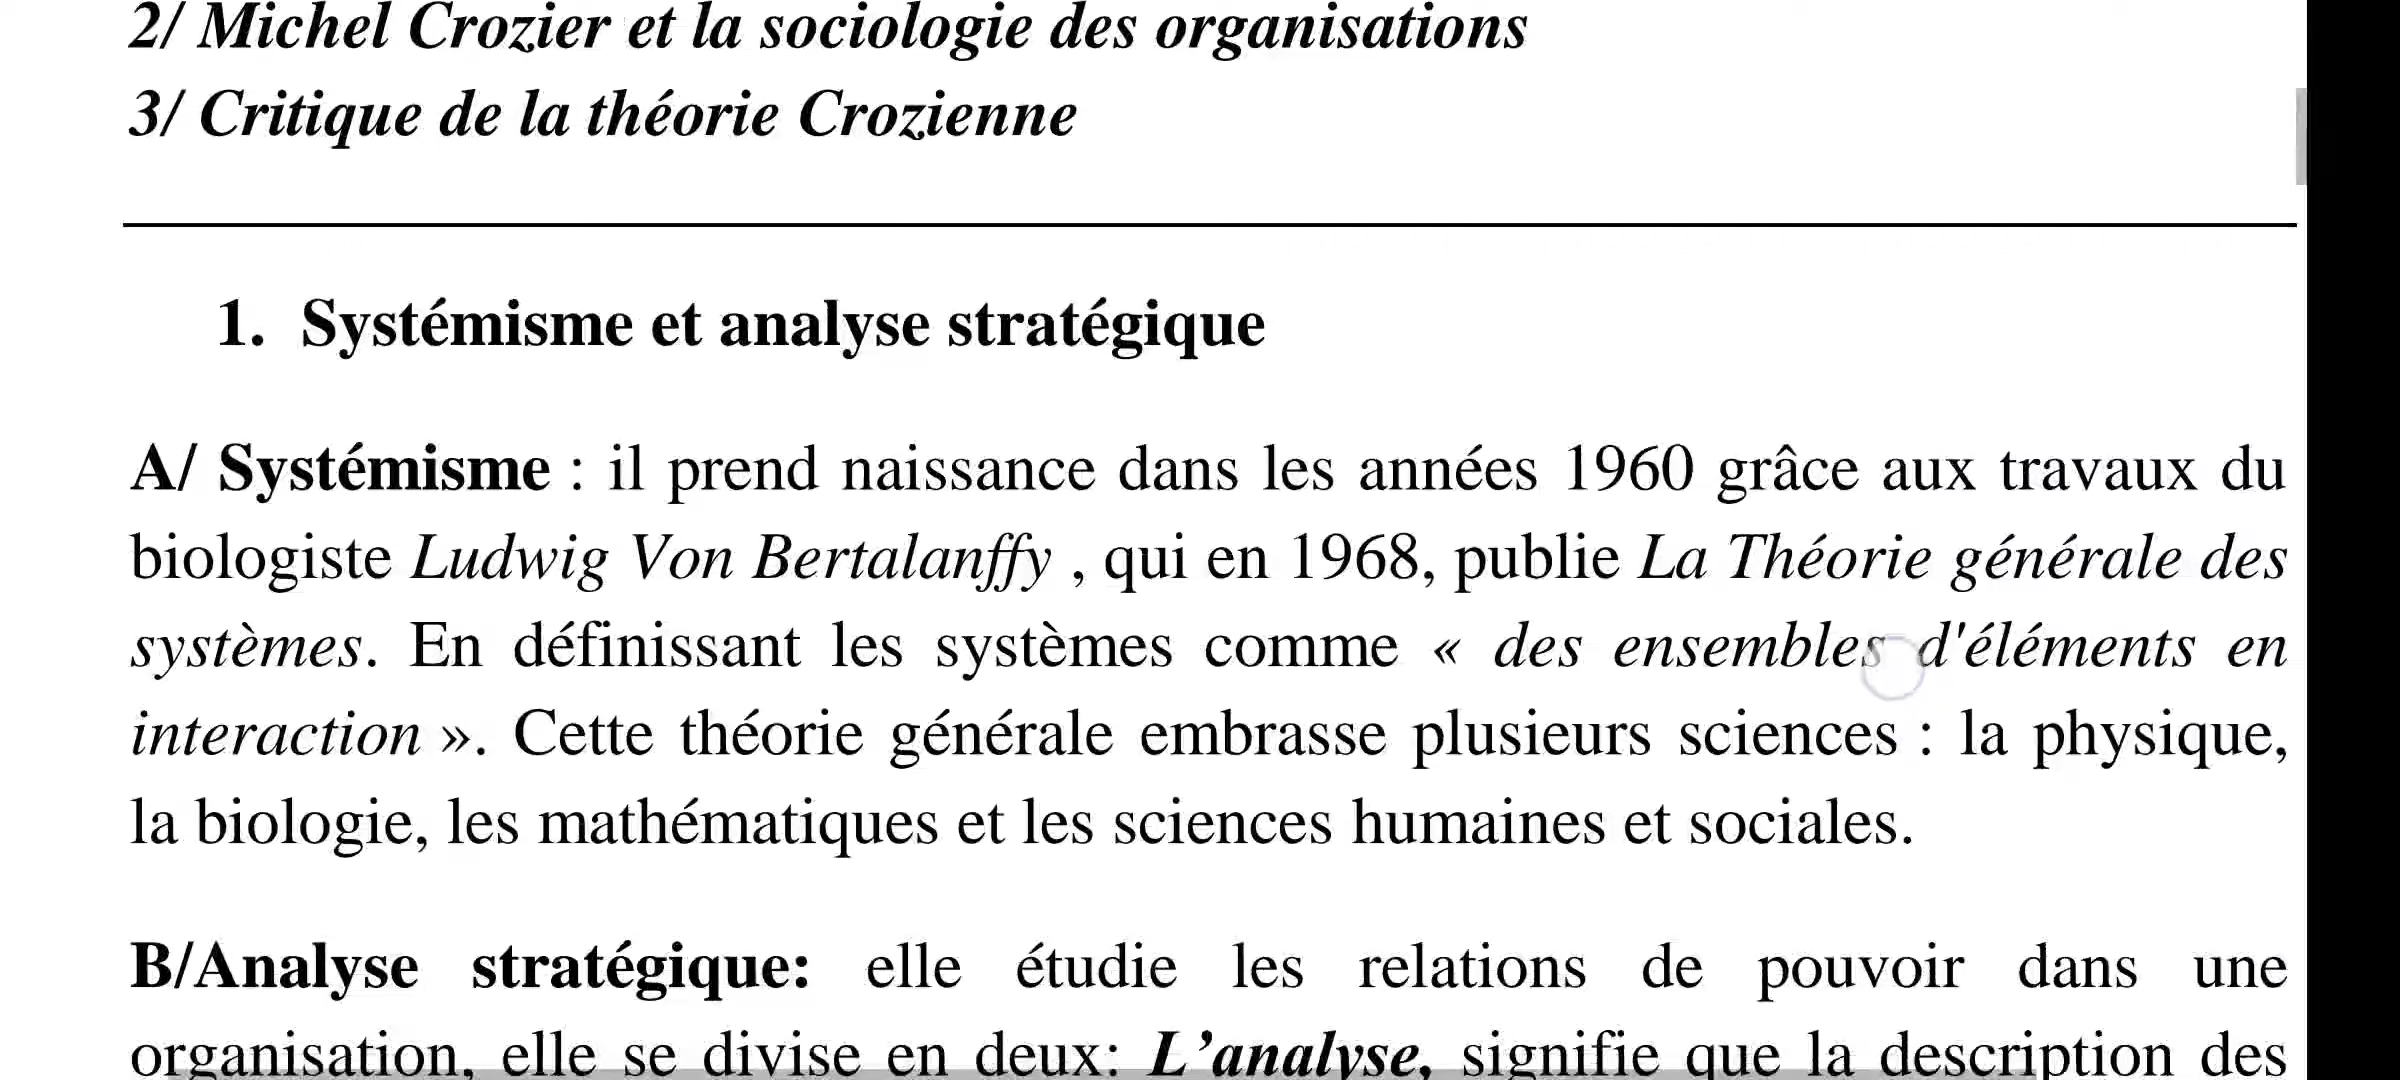 2/ Michel Crozier et la sociologie des organisations
3/ Critique de la théorie Crozienne
1. Systémisme et analyse stratégique
A/ Systémisme : il prend naissance dans les années 1960 grâce aux travaux du
biologiste Ludwig Von Bertalanffy , qui en 1968, publie La Théorie générale des
systèmes. En définissant les systèmes comme « des ensembles d'éléments en
interaction ». Cette théorie générale embrasse plusieurs sciences : la physique,
la biologie, les mathématiques et les sciences humaines et sociales.
B/Analyse stratégique: elle étudie les relations de pouvoir dans une
organisation, elle se divise en deux: L’analyse, signifie que la description des